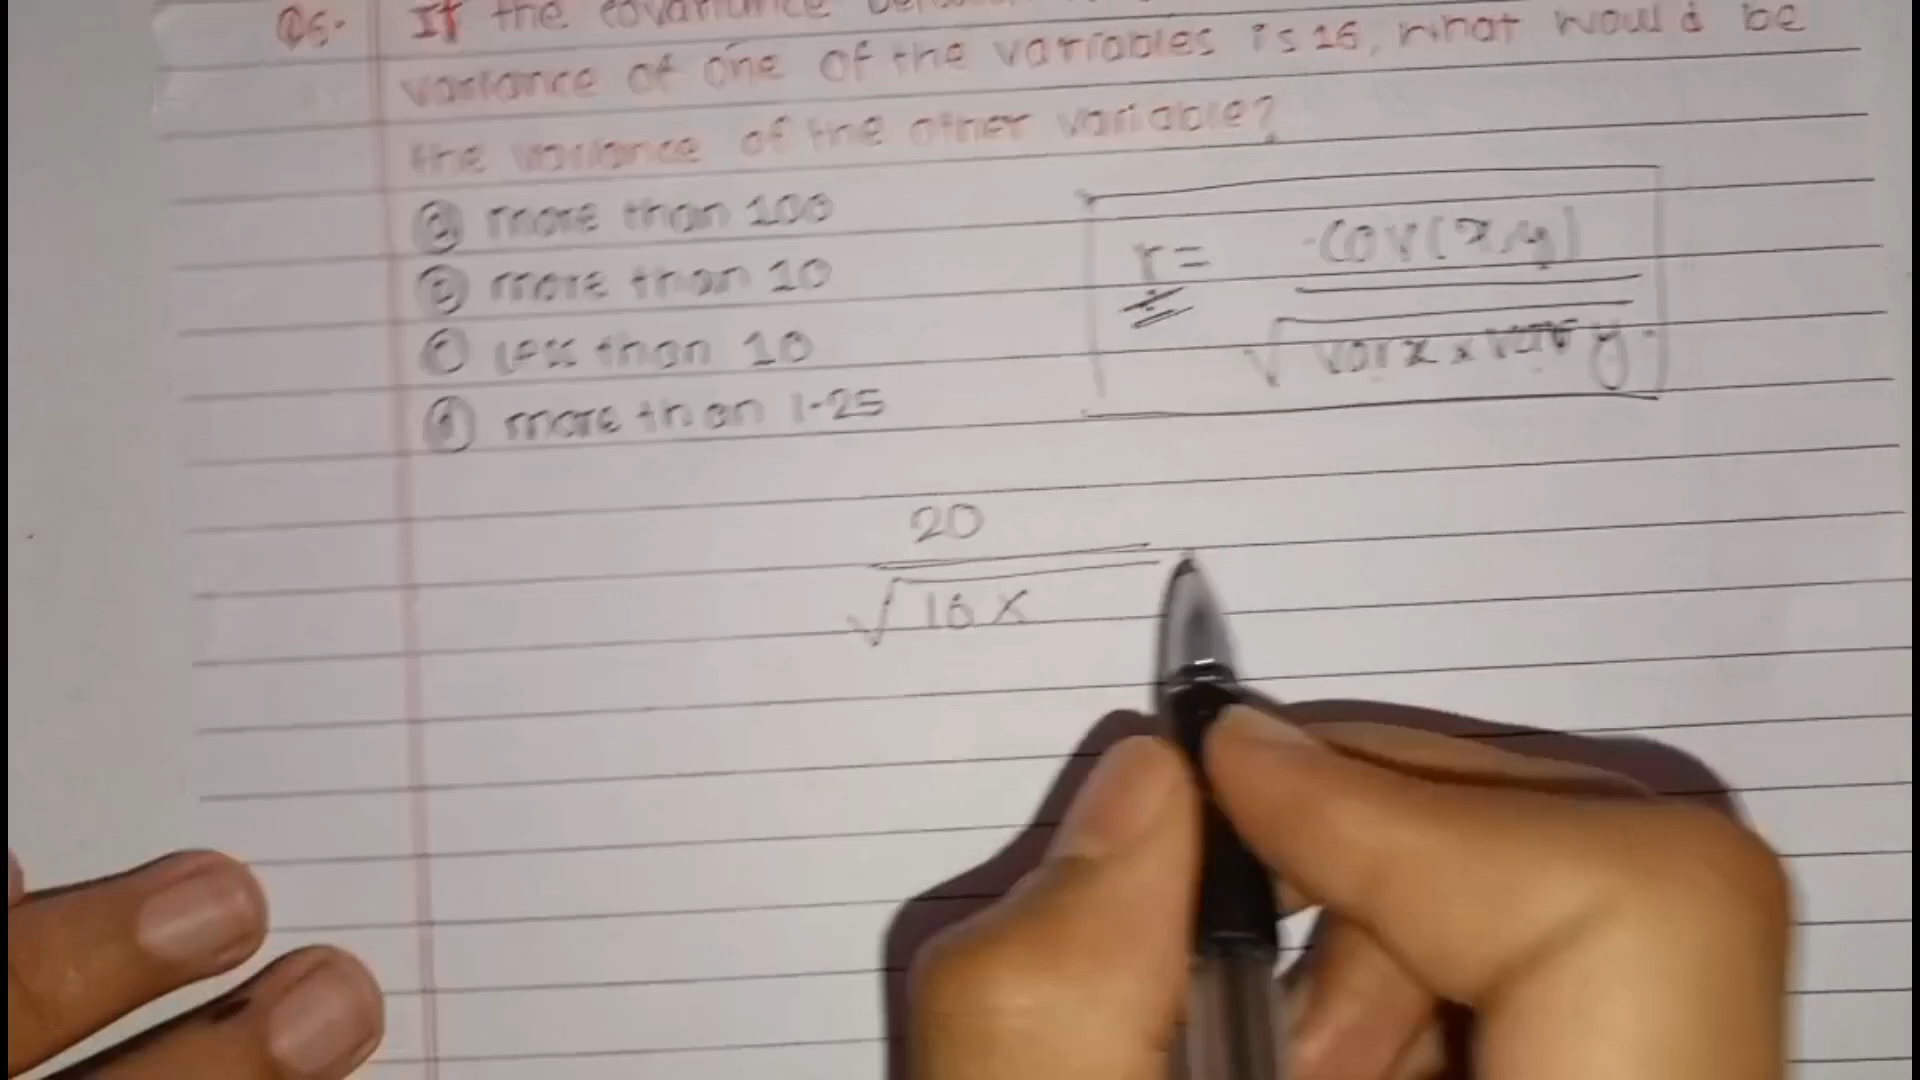 Q5. If the covariance
variance of one of the variables is 16, what would be
the variance of the other variable?
a more than 100
more than 10
c Less than 10
d more than 1.25
r = cov(x,y)
√ var x × var y
20
√ 16 x